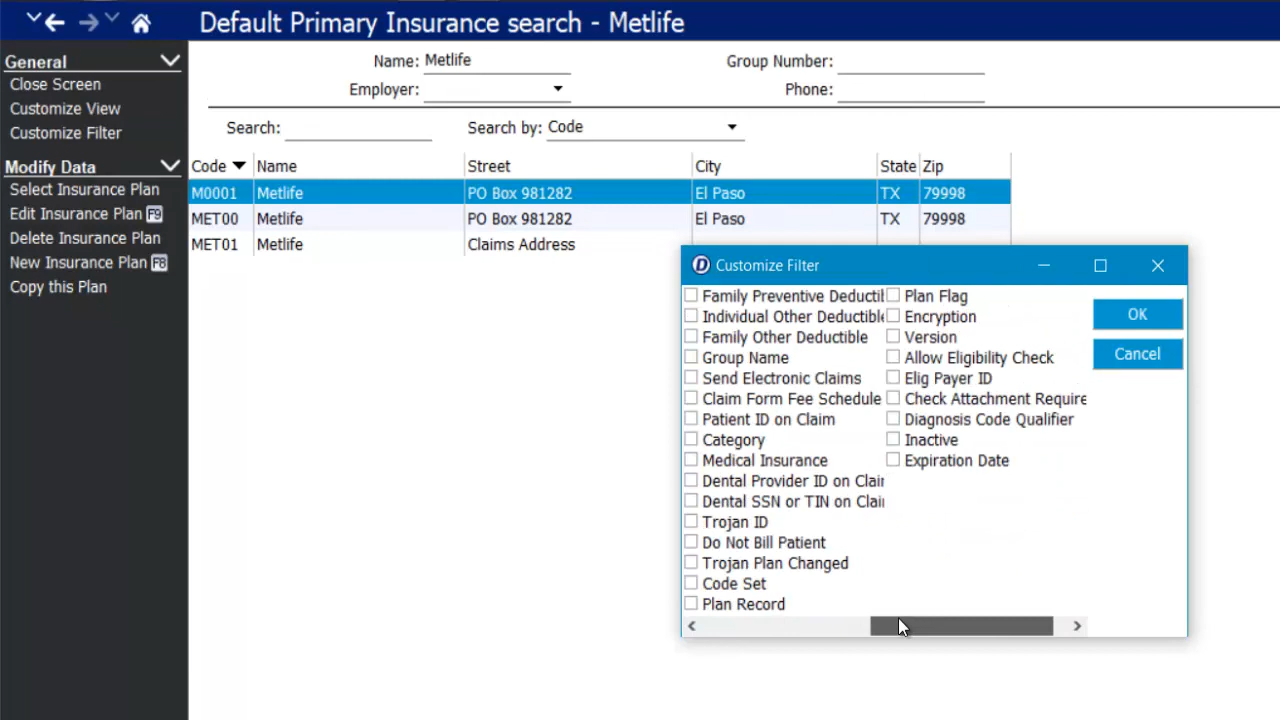 Default Primary Insurance search - Metlife
General
Close Screen
Customize View
Customize Filter
Modify Data
Select Insurance Plan
Edit Insurance Plan F9
Delete Insurance Plan
New Insurance Plan F8
Copy this Plan
Name: Metlife
Group Number:
Employer:
Phone:
Search:
Search by: Code
Code Name Street City State Zip
M0001 Metlife PO Box 981282 El Paso TX 79998
MET00 Metlife PO Box 981282 El Paso TX 79998
MET01 Metlife Claims Address
D Customize Filter
Family Preventive Deductib
Individual Other Deductible
Family Other Deductible
Group Name
Send Electronic Claims
Claim Form Fee Schedule
Patient ID on Claim
Category
Medical Insurance
Dental Provider ID on Clair
Dental SSN or TIN on Clair
Trojan ID
Do Not Bill Patient
Trojan Plan Changed
Code Set
Plan Record
Plan Flag
Encryption
Version
Allow Eligibility Check
Elig Payer ID
Check Attachment Require
Diagnosis Code Qualifier
Inactive
Expiration Date
OK
Cancel